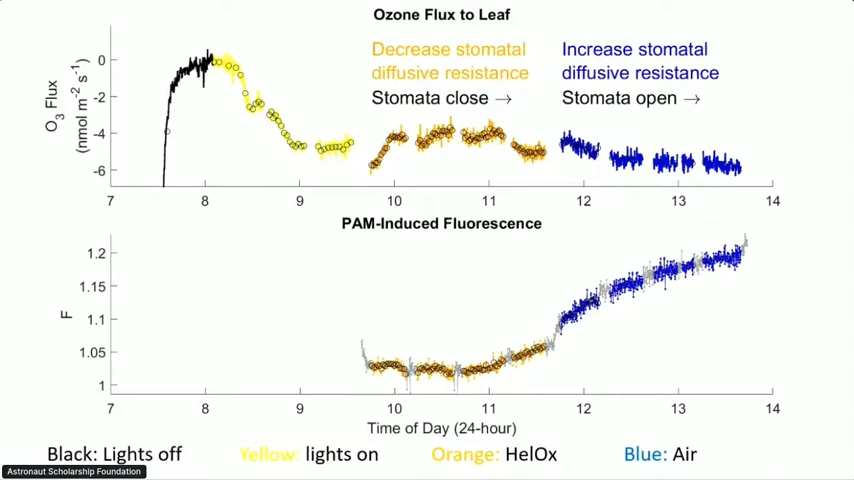 Ozone Flux to Leaf
Decrease stomatal
diffusive resistance
Stomata close →
Increase stomatal
diffusive resistance
Stomata open →
O3 Flux
(nmol m-2 s-1)
0
-2
-4
-6
7 8 9 10 11 12 13 14
PAM-Induced Fluorescence
F
1.2
1.15
1.1
1.05
1
7 8 9 10 11 12 13 14
Time of Day (24-hour)
Black: Lights off Yellow: lights on Orange: HelOx Blue: Air
Astronaut Scholarship Foundation